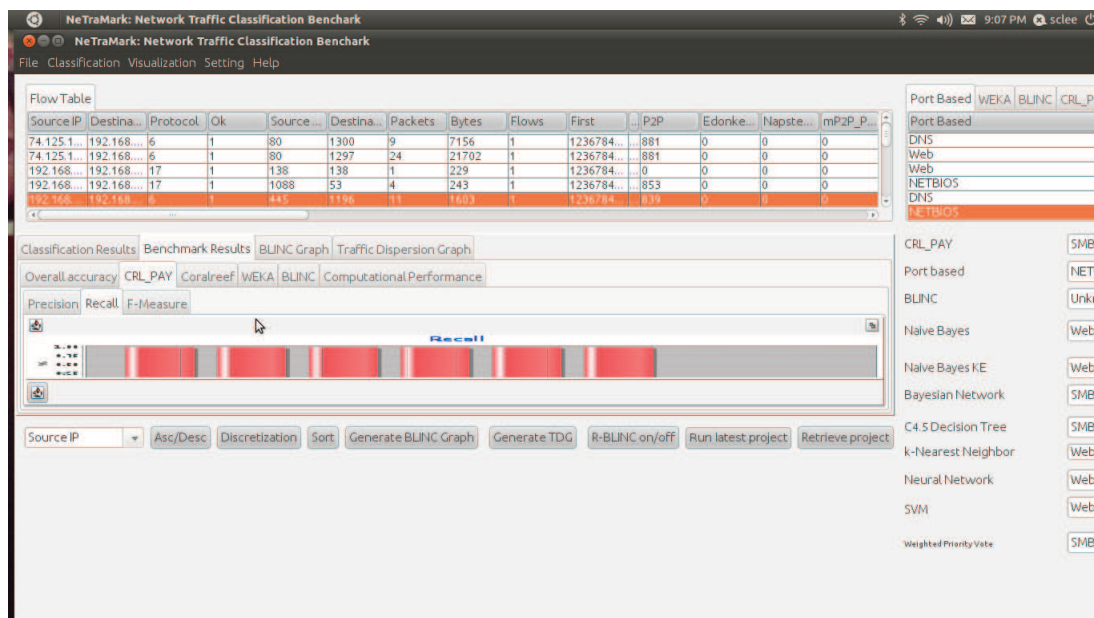 NeTraMark: Network Traffic Classification Benchark
9:07 PM sclee
NeTraMark: Network Traffic Classification Benchark
File Classification Visualization Setting Help
Flow Table
Source IP Destina... Protocol Ok Source ... Destina... Packets Bytes Flows First ... P2P Edonke... Napste... mP2P_P...
74.125.1... 192.168.... 6 1 80 1300 9 7156 1 1236784... ... 881 0 0 0
74.125.1... 192.168.... 6 1 80 1297 24 21702 1 1236784... ... 881 0 0 0
192.168.... 192.168.... 17 1 138 138 1 229 1 1236784... ... 0 0 0 0
192.168.... 192.168.... 17 1 1088 53 4 243 1 1236784... ... 853 0 0 0
192.168.... 192.168.... 6 1 445 1196 11 1603 1 1236784... ... 839 0 0 0
Port Based WEKA BLINC CRL_P
Port Based
DNS
Web
Web
NETBIOS
DNS
NETBIOS
Classification Results Benchmark Results BLINC Graph Traffic Dispersion Graph
Overall accuracy CRL_PAY Coralreef WEKA BLINC Computational Performance
Precision Recall F-Measure
Recall
Source IP Asc/Desc Discretization Sort Generate BLINC Graph Generate TDG R-BLINC on/off Run latest project Retrieve project
CRL_PAY SMB
Port based NET
BLINC Unk
Naive Bayes Web
Naive Bayes KE Web
Bayesian Network SMB
C4.5 Decision Tree SMB
k-Nearest Neighbor Web
Neural Network Web
SVM Web
Weighted Priority Vote SMB